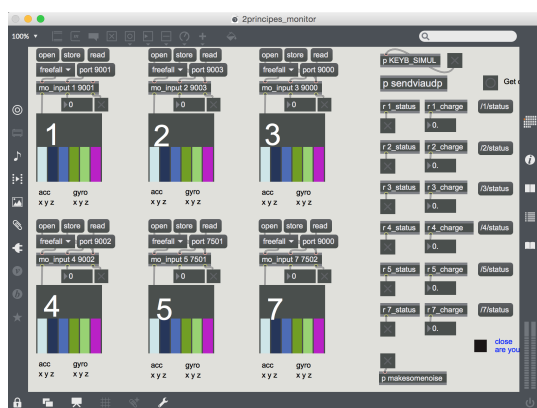 2principes_monitor
100%
open store read
freefall port 9001
mo_input 1 9001
0
1
acc gyro
x y z x y z
open store read
freefall port 9003
mo_input 2 9003
0
2
acc gyro
x y z x y z
open store read
freefall port 9000
mo_input 3 9000
0
3
acc gyro
x y z x y z
open store read
freefall port 9002
mo_input 4 9002
0
4
acc gyro
x y z x y z
open store read
freefall port 7501
mo_input 5 7501
0
5
acc gyro
x y z x y z
open store read
freefall port 9000
mo_input 7 7502
0
7
acc gyro
x y z x y z
p KEYB_SIMUL
p sendviaudp
Get
r 1_status r 1_charge /1/status
0.
r 2_status r 2_charge /2/status
0.
r 3_status r 3_charge /3/status
0.
r 4_status r 4_charge /4/status
0.
r 5_status r 5_charge /5/status
0.
r 7_status r 7_charge /7/status
0.
close
are you
p makesomenoise